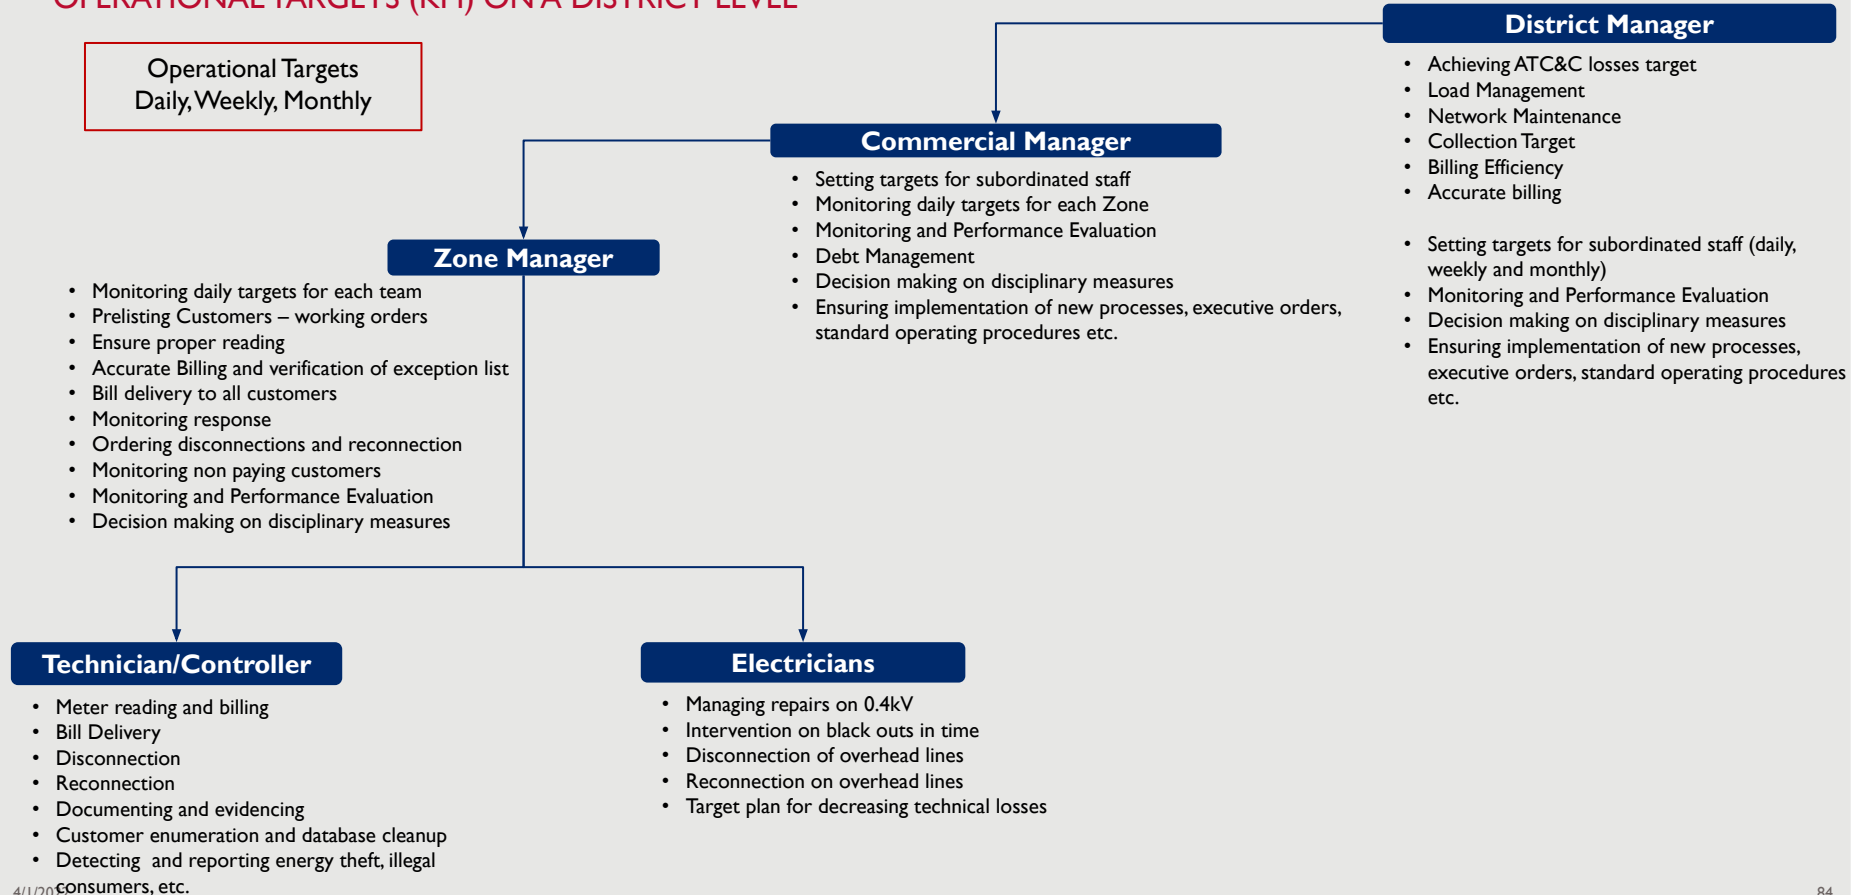 OPERATIONAL TARGETS (KPI) ON A DISTRICT LEVEL
Operational Targets
Daily, Weekly, Monthly
District Manager
• Achieving ATC&C losses target
• Load Management
• Network Maintenance
• Collection Target
• Billing Efficiency
• Accurate billing
• Setting targets for subordinated staff (daily,
weekly and monthly)
• Monitoring and Performance Evaluation
• Decision making on disciplinary measures
• Ensuring implementation of new processes,
executive orders, standard operating procedures
etc.
Commercial Manager
• Setting targets for subordinated staff
• Monitoring daily targets for each Zone
• Monitoring and Performance Evaluation
• Debt Management
• Decision making on disciplinary measures
• Ensuring implementation of new processes, executive orders,
standard operating procedures etc.
Zone Manager
• Monitoring daily targets for each team
• Prelisting Customers – working orders
• Ensure proper reading
• Accurate Billing and verification of exception list
• Bill delivery to all customers
• Monitoring response
• Ordering disconnections and reconnection
• Monitoring non paying customers
• Monitoring and Performance Evaluation
• Decision making on disciplinary measures
Technician/Controller
• Meter reading and billing
• Bill Delivery
• Disconnection
• Reconnection
• Documenting and evidencing
• Customer enumeration and database cleanup
• Detecting and reporting energy theft, illegal
consumers, etc.
Electricians
• Managing repairs on 0.4kV
• Intervention on black outs in time
• Disconnection of overhead lines
• Reconnection on overhead lines
• Target plan for decreasing technical losses
84